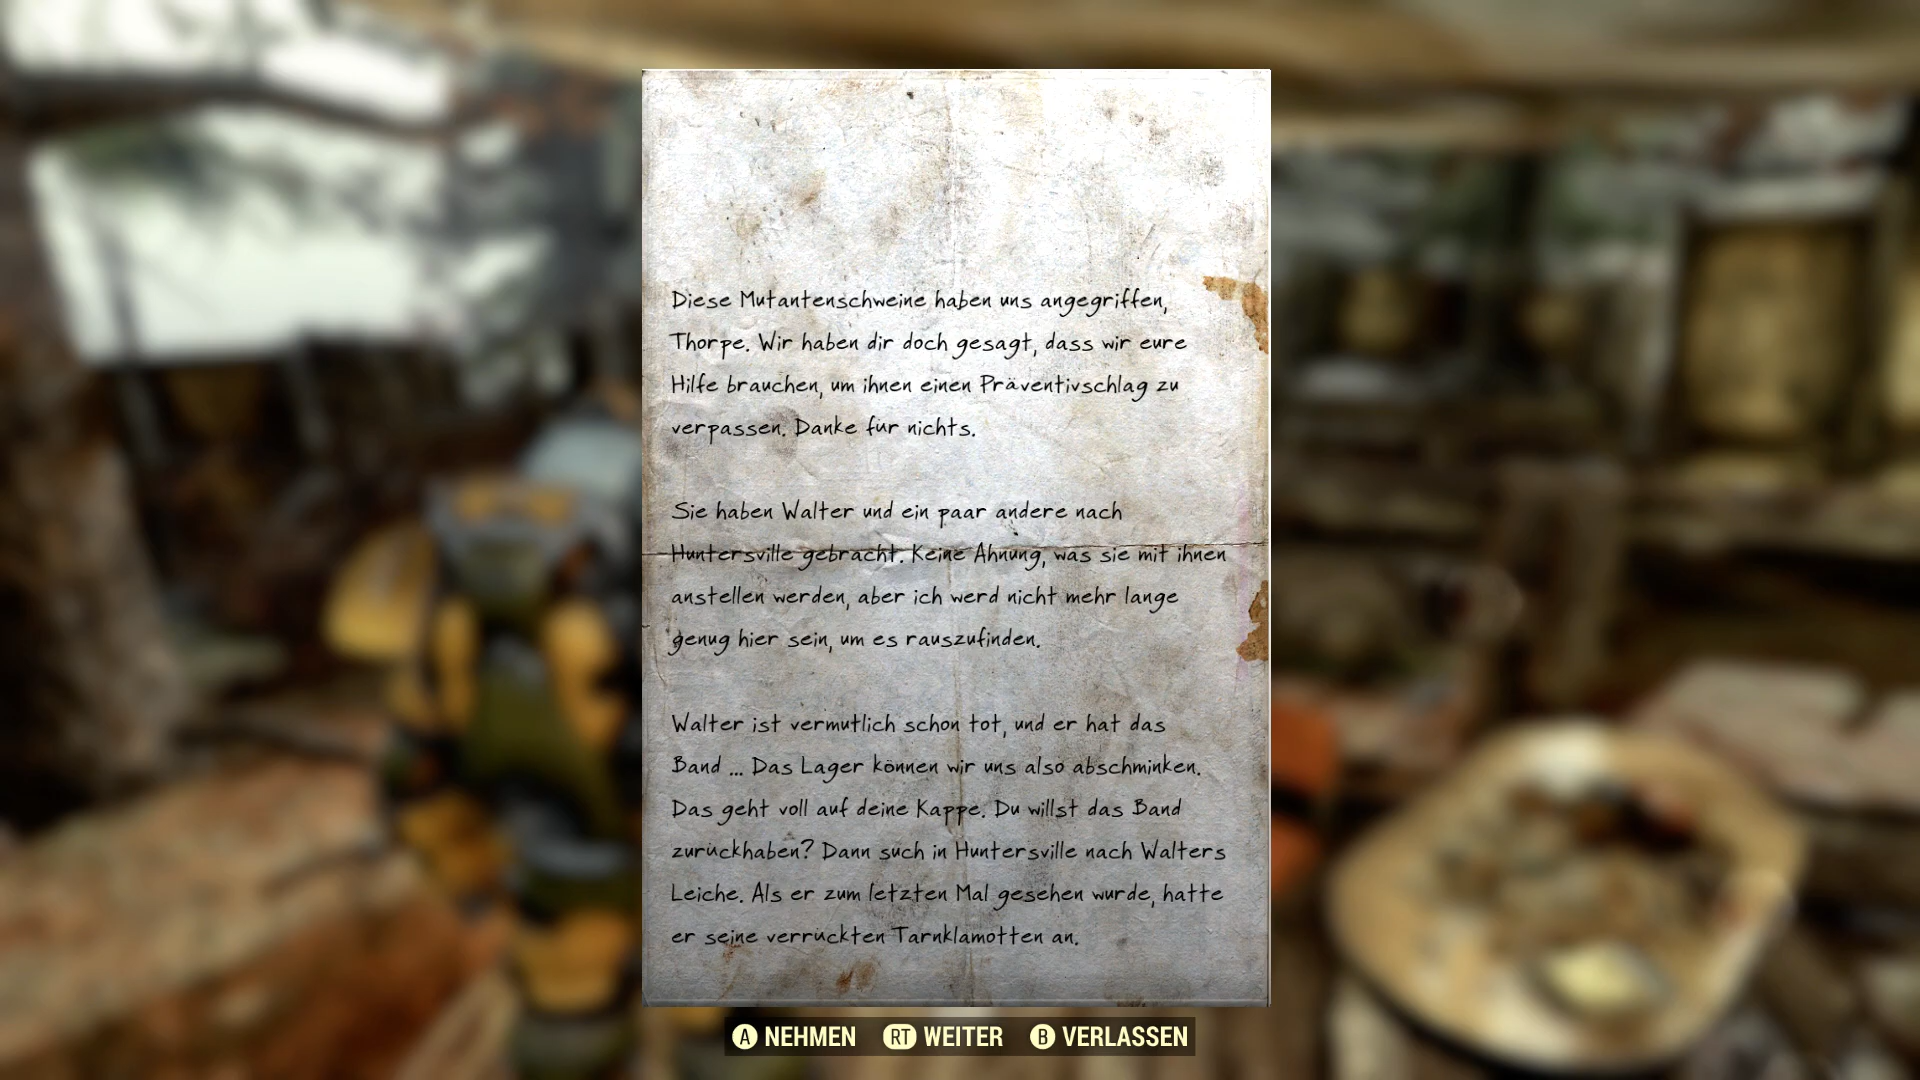 Diese Mutantenschweine haben uns angegriffen,
Thorpe. Wir haben dir doch gesagt, dass wir eure
Hilfe brauchen, um ihnen einen Präventivschlag zu
verpassen. Danke für nichts.
Sie haben Walter und ein paar andere nach
Huntersville gebracht. Keine Ahnung, was sie mit ihnen
anstellen werden, aber ich werd nicht mehr lange
genug hier sein, um es rauszufinden.
Walter ist vermutlich schon tot, und er hat das
Band ... Das Lager können wir uns also abschminken.
Das geht voll auf deine Kappe. Du willst das Band
zurückhaben? Dann such in Huntersville nach Walters
Leiche. Als er zum letzten Mal gesehen wurde, hatte
er seine verrückten Tarnklamotten an.
A NEHMEN RT WEITER B VERLASSEN